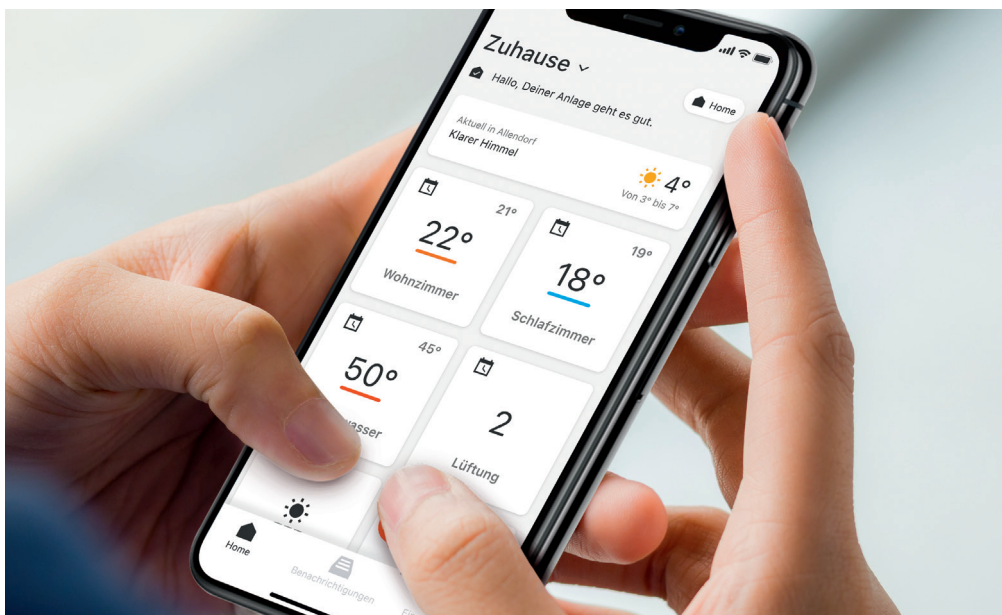 Zuhause
Hallo, Deiner Anlage geht es gut.
Home
Aktuell in Allendorf
Klarer Himmel
4°
Von 3° bis 7°
21°
22°
Wohnzimmer
19°
18°
Schlafzimmer
45°
50°
2
Lüftung
Home
Benachrichtigungen